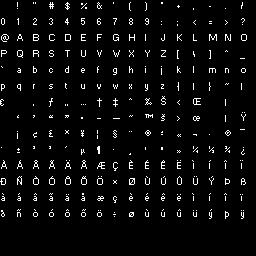 ! " # $ % & ' ( ) * + , - . /
0 1 2 3 4 5 6 7 8 9 : ; < = > ?
@ A B C D E F G H I J K L M N O
P Q R S T U V W X Y Z [ \ ] ^ _
` a b c d e f g h i j k l m n o
p q r s t u v w x y z { | } ~
€ ‚ ƒ „ … † ‡ ˆ ‰ Š ‹ Œ
‘ ’ “ ” • – — ˜ ™ š › œ Ÿ
¡ ¢ £ ¤ ¥ ¦ § ¨ © ª « ¬ ® ¯
° ± ² ³ ´ µ ¶ · ¸ ¹ º » ¼ ½ ¾ ¿
À Á Â Ã Ä Å Æ Ç È É Ê Ë Ì Í Î Ï
Ð Ñ Ò Ó Ô Õ Ö × Ø Ù Ú Û Ü Ý Þ ß
à á â ã ä å æ ç è é ê ë ì í î ï
ð ñ ò ó ô õ ö ÷ ø ù ú û ü ý þ ÿ